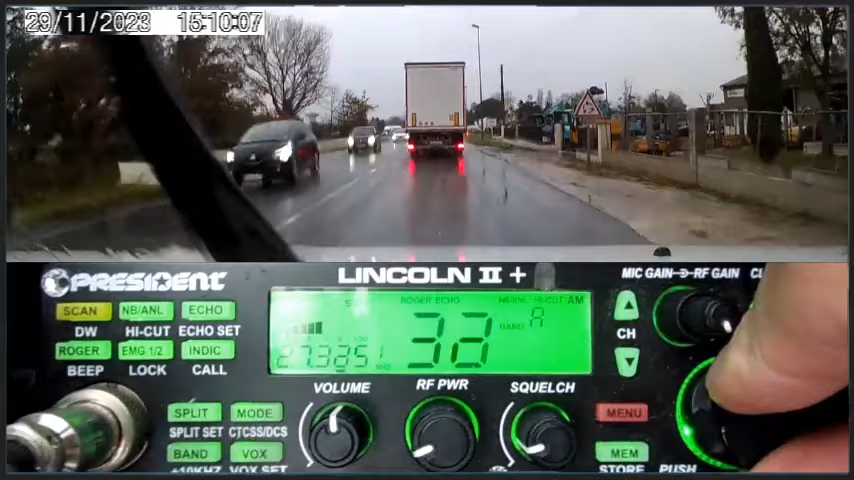 29/11/2023 15:10:07
PRESIDENT
LINCOLN II +
MIC GAIN RF GAIN
SCAN NB/ANL ECHO
DW HI-CUT ECHO SET
ROGER EMG 1/2 INDIC
BEEP LOCK CALL
ROGER ECHO NB/ANL HI-CUT AM
38 BAND A
27.3851
CH
VOLUME RF PWR SQUELCH
SPLIT MODE
SPLIT SET CTCSS/DCS
BAND VOX
+10KHZ VOX SET
MENU
MEM
STORE PUSH